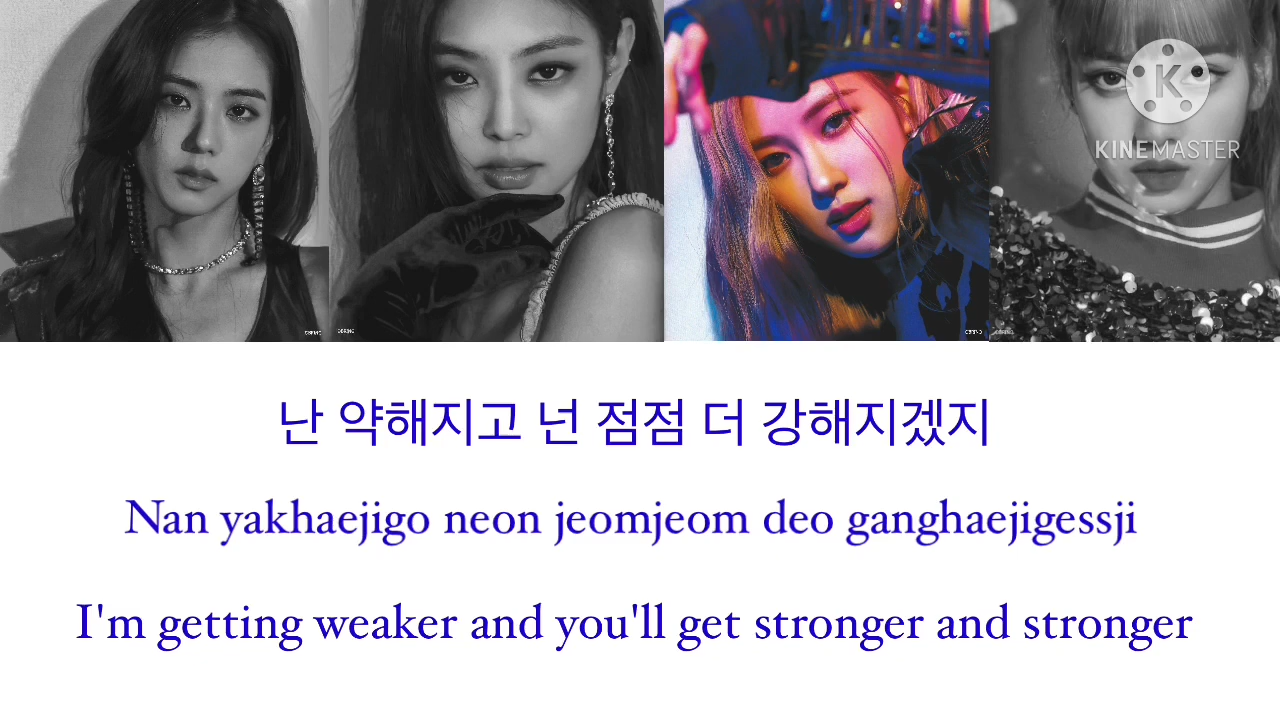 KINEMASTER
난 약해지고 넌 점점 더 강해지겠지
Nan yakhaejigo neon jeomjeom deo ganghaejigessji
I'm getting weaker and you'll get stronger and stronger